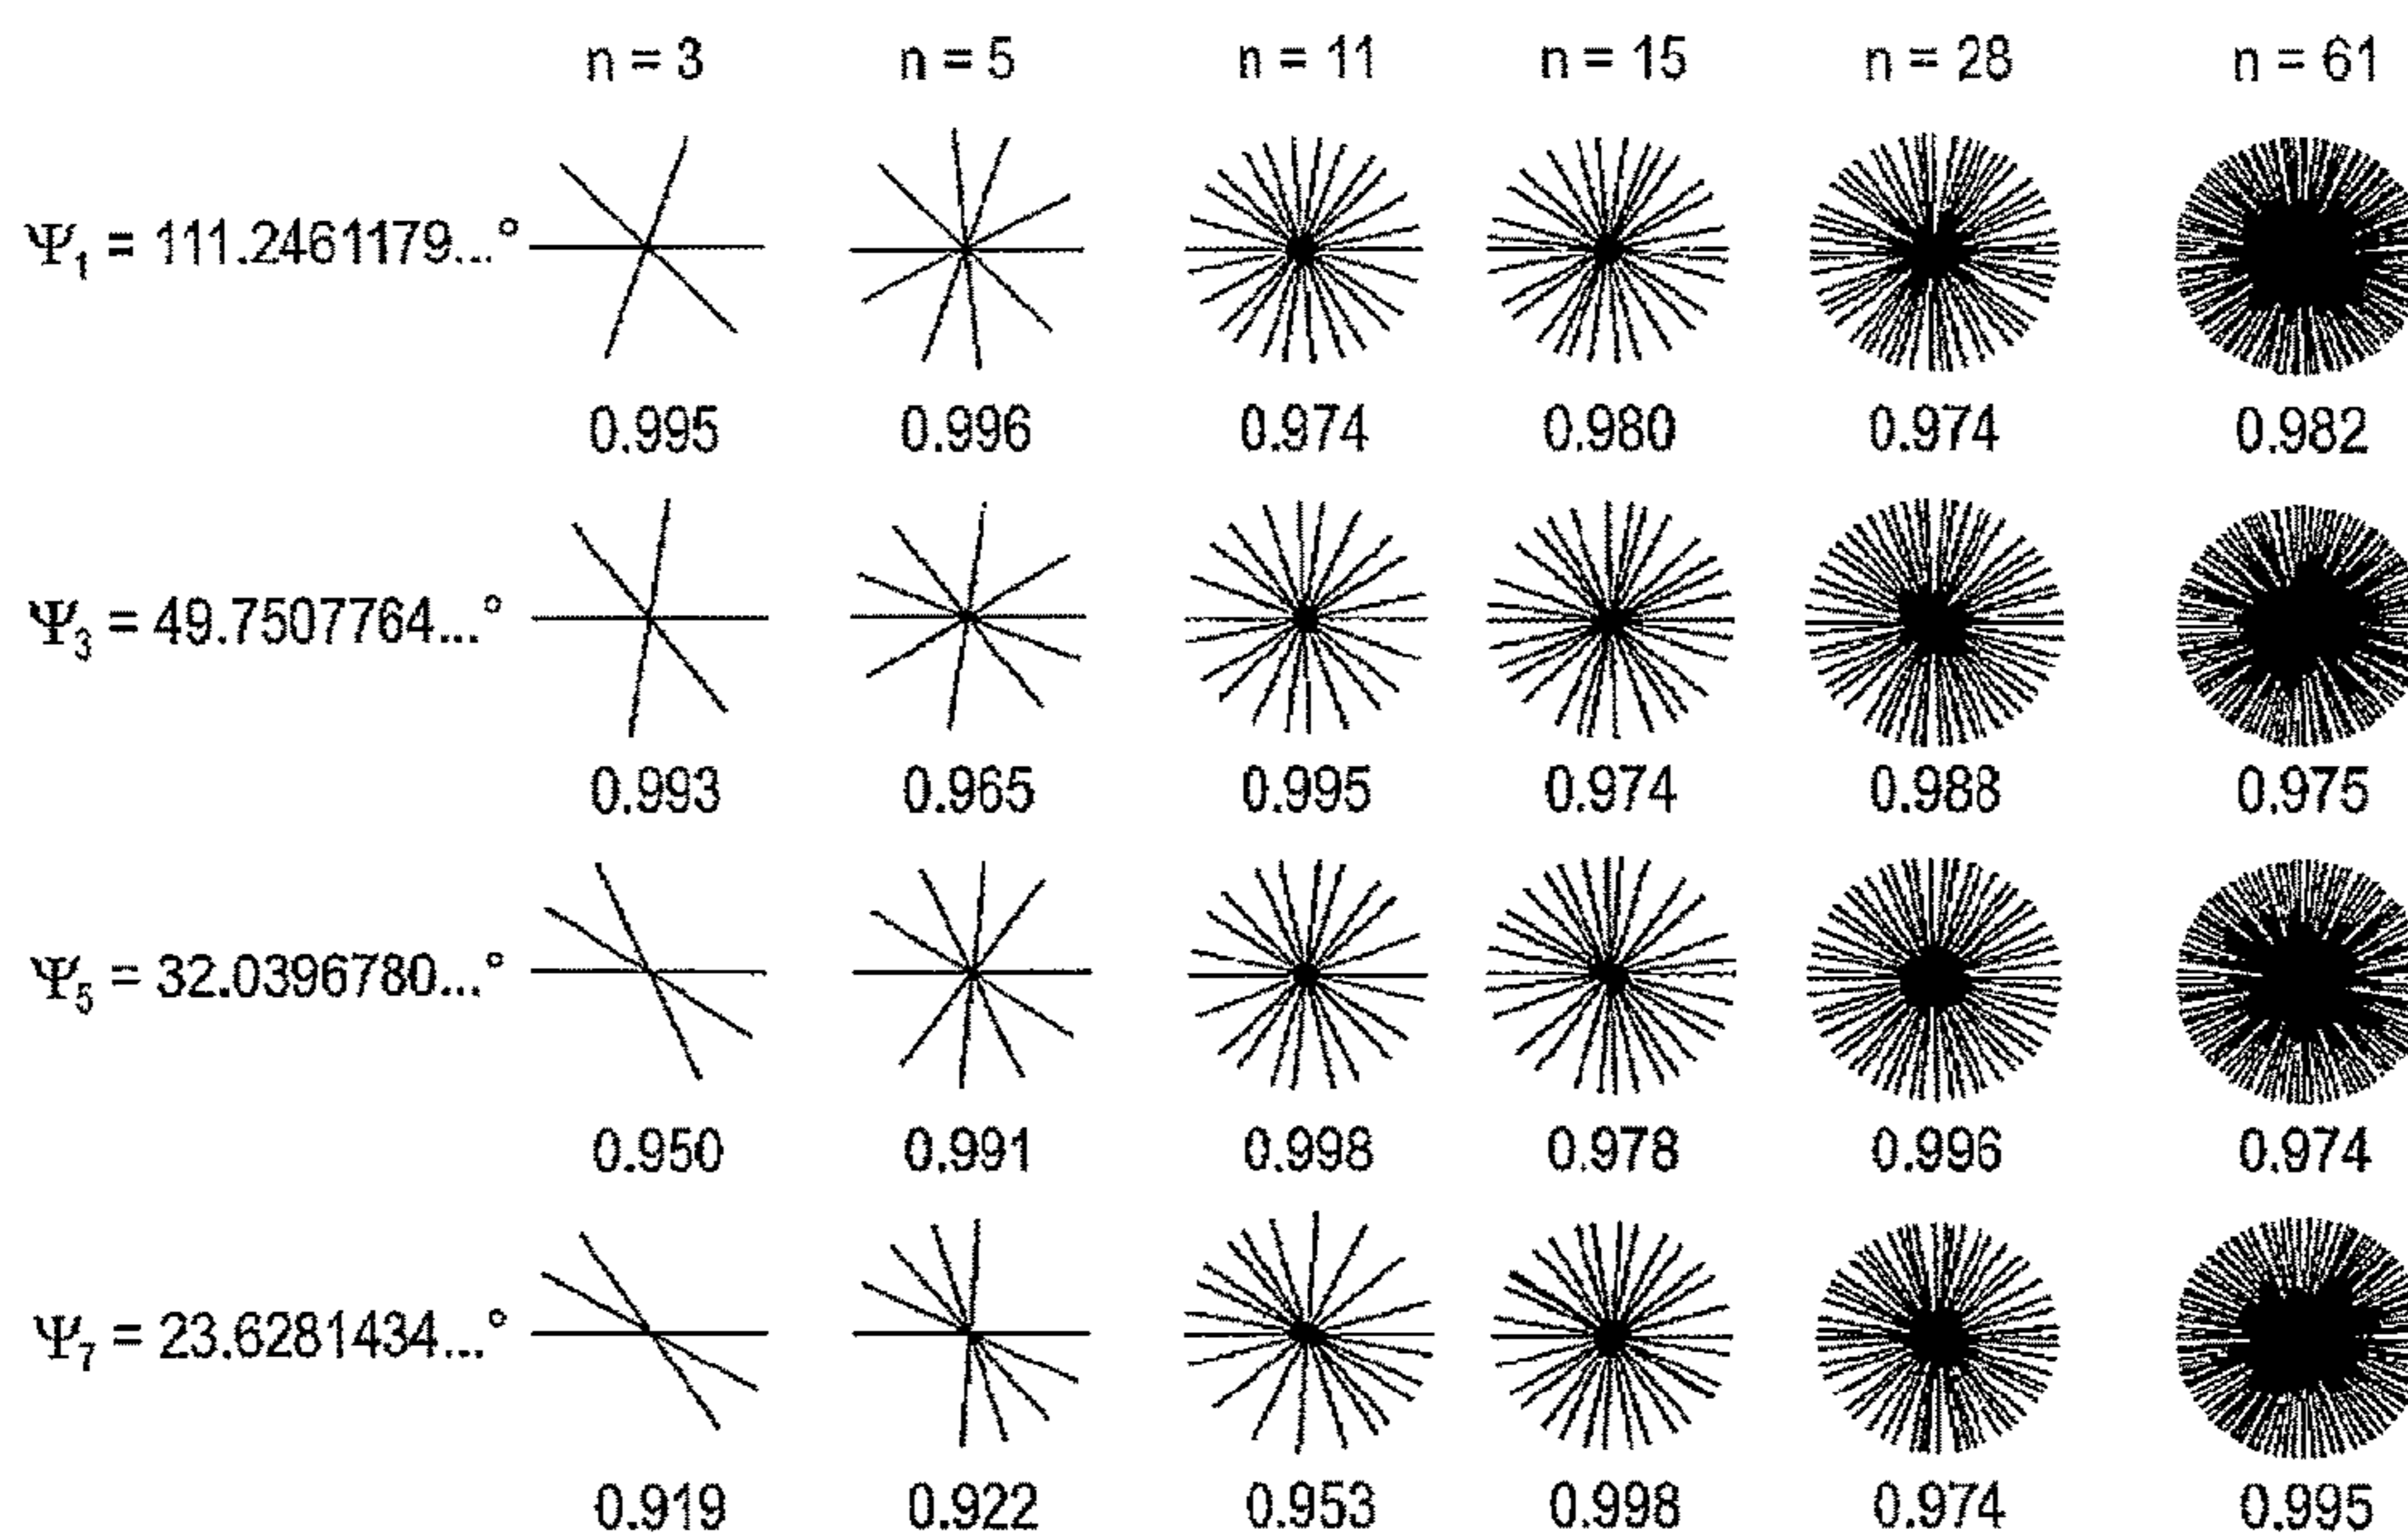 n = 3 n = 5 n = 11 n = 15 n = 28 n = 61
Ψ₁ = 111.2461179...°
0.995 0.996 0.974 0.980 0.974 0.982
Ψ₃ = 49.7507764...°
0.993 0.965 0.995 0.974 0.988 0.975
Ψ₅ = 32.0396780...°
0.950 0.991 0.998 0.978 0.996 0.974
Ψ₇ = 23.6281434...°
0.919 0.922 0.953 0.998 0.974 0.995